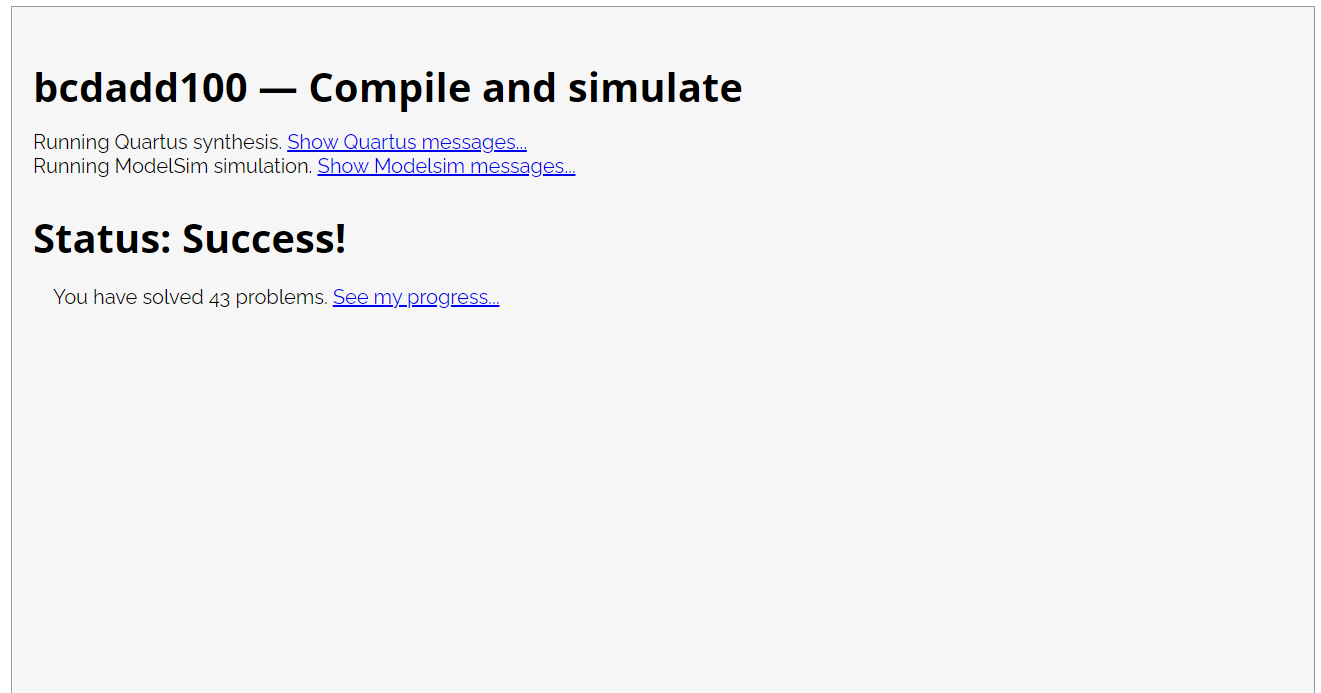 bcdadd100 — Compile and simulate
Running Quartus synthesis. Show Quartus messages...
Running ModelSim simulation. Show Modelsim messages...
Status: Success!
You have solved 43 problems. See my progress...